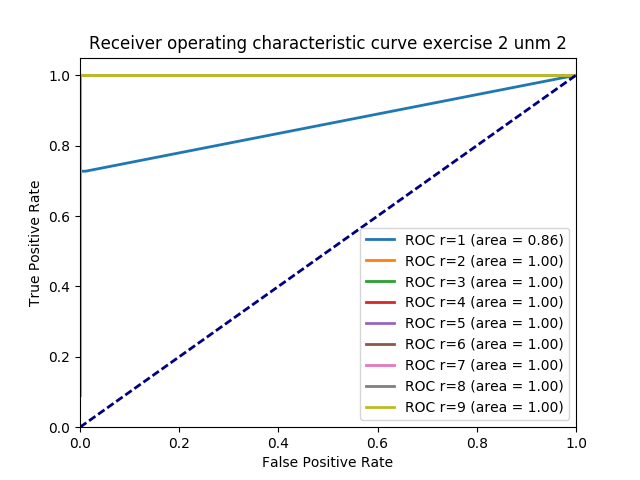 Receiver operating characteristic curve exercise 2 unm 2
1.0
0.8
0.6
0.4
0.2
0.0
True Positive Rate
ROC r=1 (area = 0.86)
ROC r=2 (area = 1.00)
ROC r=3 (area = 1.00)
ROC r=4 (area = 1.00)
ROC r=5 (area = 1.00)
ROC r=6 (area = 1.00)
ROC r=7 (area = 1.00)
ROC r=8 (area = 1.00)
ROC r=9 (area = 1.00)
0.0 0.2 0.4 0.6 0.8 1.0
False Positive Rate